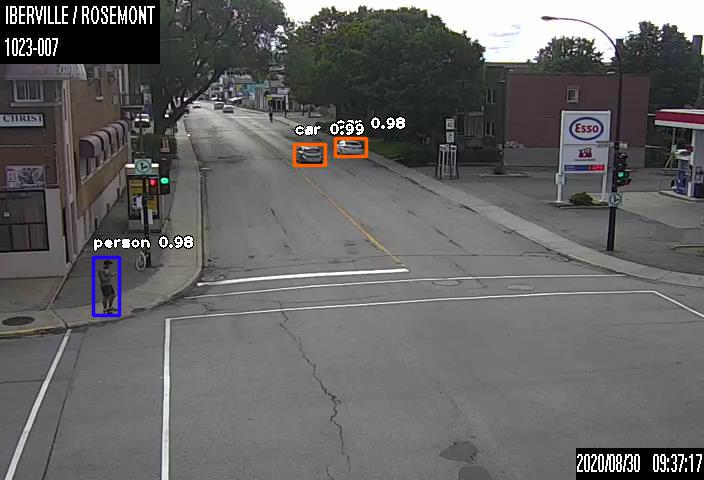 IBERVILLE / ROSEMONT
1023-007
car 0.99
0.98
CHRIST
Esso
person 0.98
2020/08/30 09:37:17